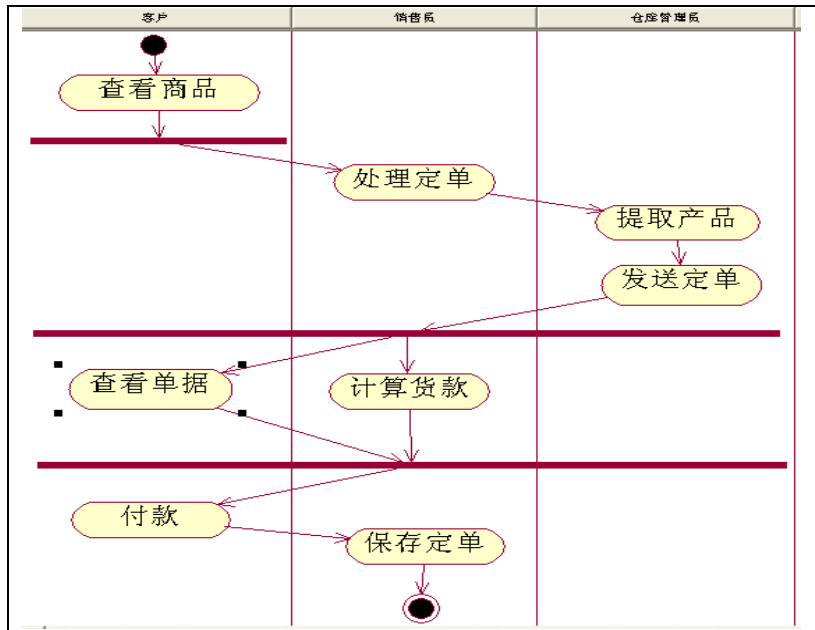 客户 销售员 仓库管理员
查看商品
处理定单
提取产品
发送定单
查看单据 计算货款
付款
保存定单